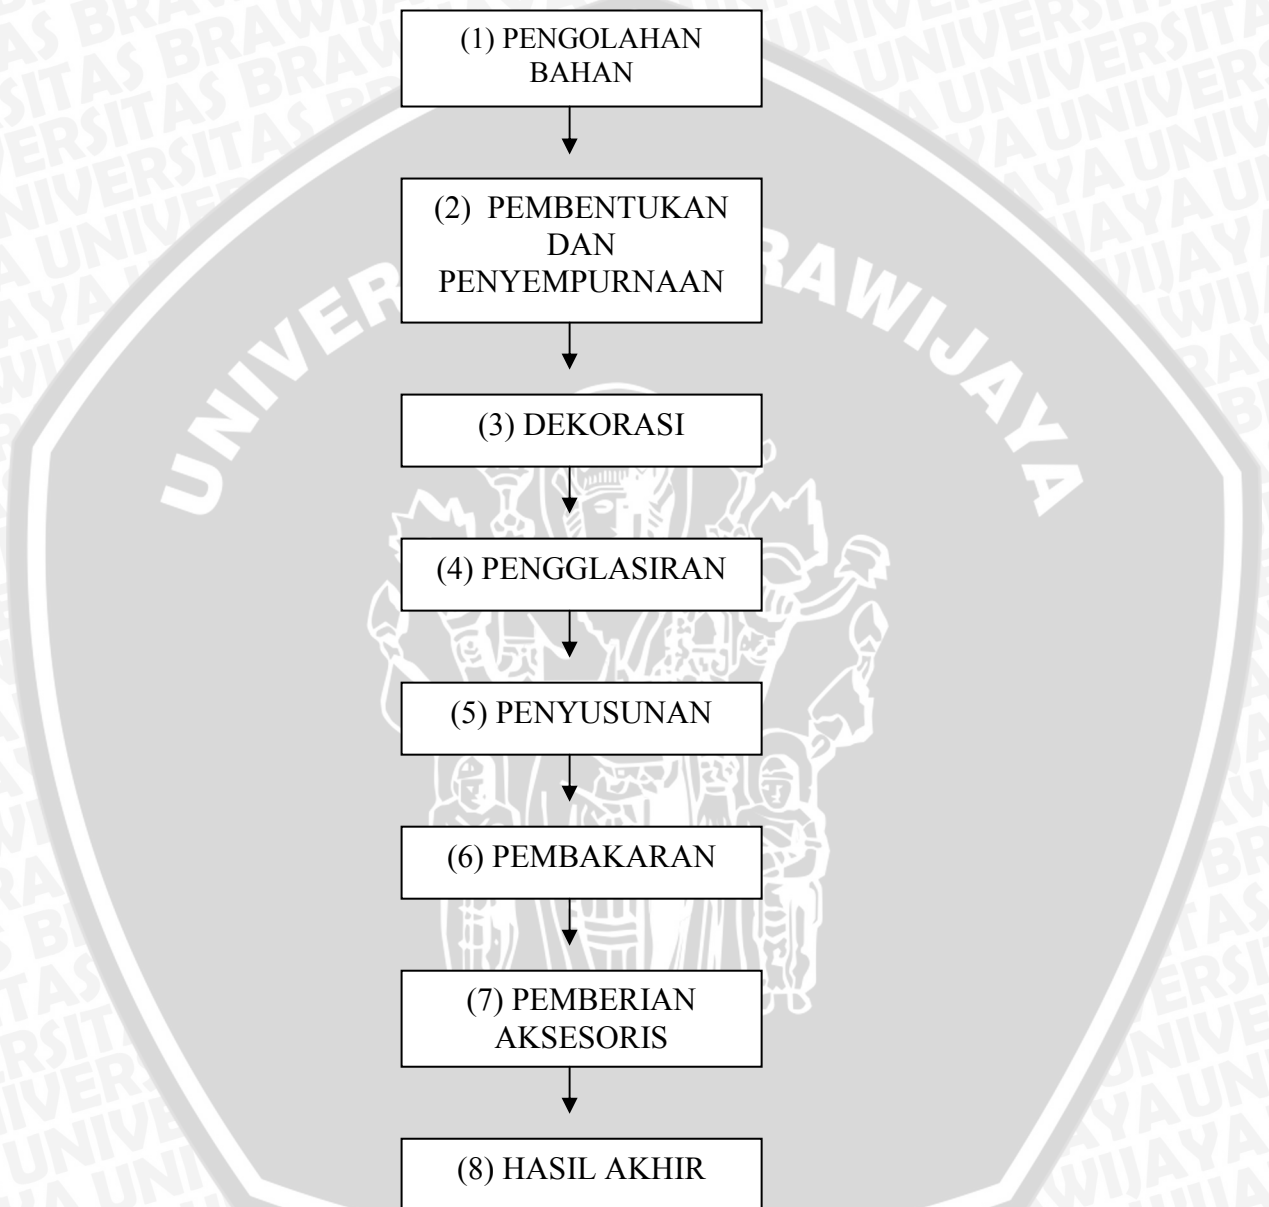 (1) PENGOLAHAN
BAHAN
(2) PEMBENTUKAN
DAN
PENYEMPURNAAN
(3) DEKORASI
(4) PENGGLASIRAN
(5) PENYUSUNAN
(6) PEMBAKARAN
(7) PEMBERIAN
AKSESORIS
(8) HASIL AKHIR